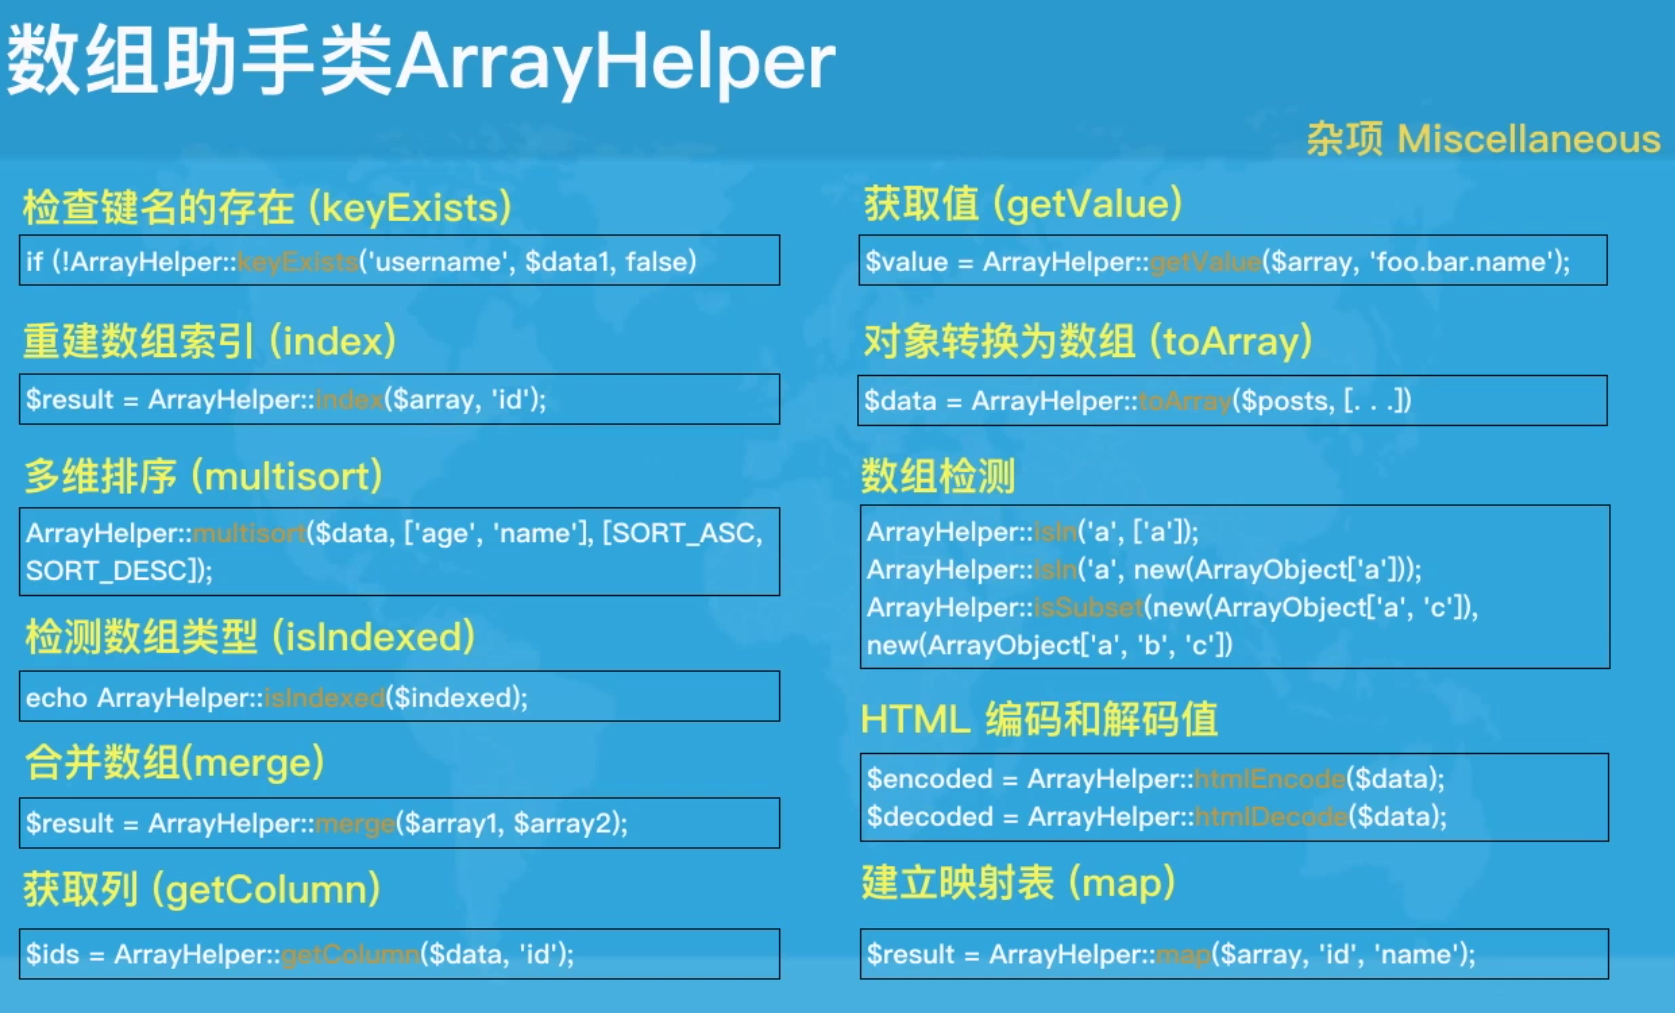 数组助手类ArrayHelper
杂项 Miscellaneous
检查键名的存在 (keyExists)
if (!ArrayHelper::keyExists('username', $data1, false)
重建数组索引 (index)
$result = ArrayHelper::index($array, 'id');
多维排序 (multisort)
ArrayHelper::multisort($data, ['age', 'name'], [SORT_ASC,
SORT_DESC]);
检测数组类型 (isIndexed)
echo ArrayHelper::isIndexed($indexed);
合并数组(merge)
$result = ArrayHelper::merge($array1, $array2);
获取列 (getColumn)
$ids = ArrayHelper::getColumn($data, 'id');
获取值 (getValue)
$value = ArrayHelper::getValue($array, 'foo.bar.name');
对象转换为数组 (toArray)
$data = ArrayHelper::toArray($posts, [. . .])
数组检测
ArrayHelper::isIn('a', ['a']);
ArrayHelper::isIn('a', new(ArrayObject['a']));
ArrayHelper::isSubset(new(ArrayObject['a', 'c']),
new(ArrayObject['a', 'b', 'c'])
HTML 编码和解码值
$encoded = ArrayHelper::htmlEncode($data);
$decoded = ArrayHelper::htmlDecode($data);
建立映射表 (map)
$result = ArrayHelper::map($array, 'id', 'name');